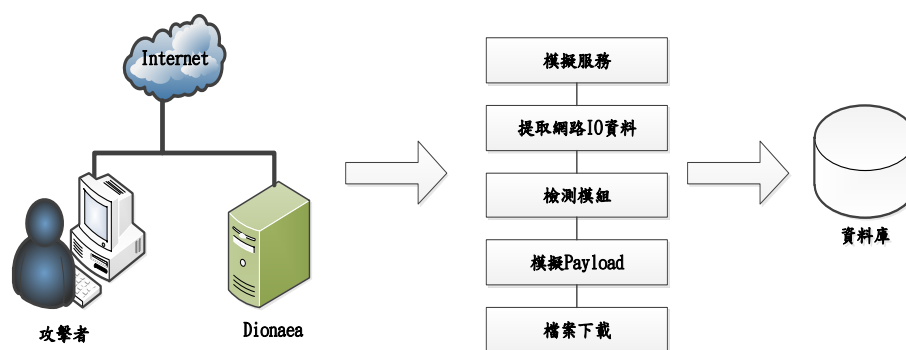 Internet
攻擊者
Dionaea
模擬服務
提取網路IO資料
檢測模組
模擬Payload
檔案下載
資料庫